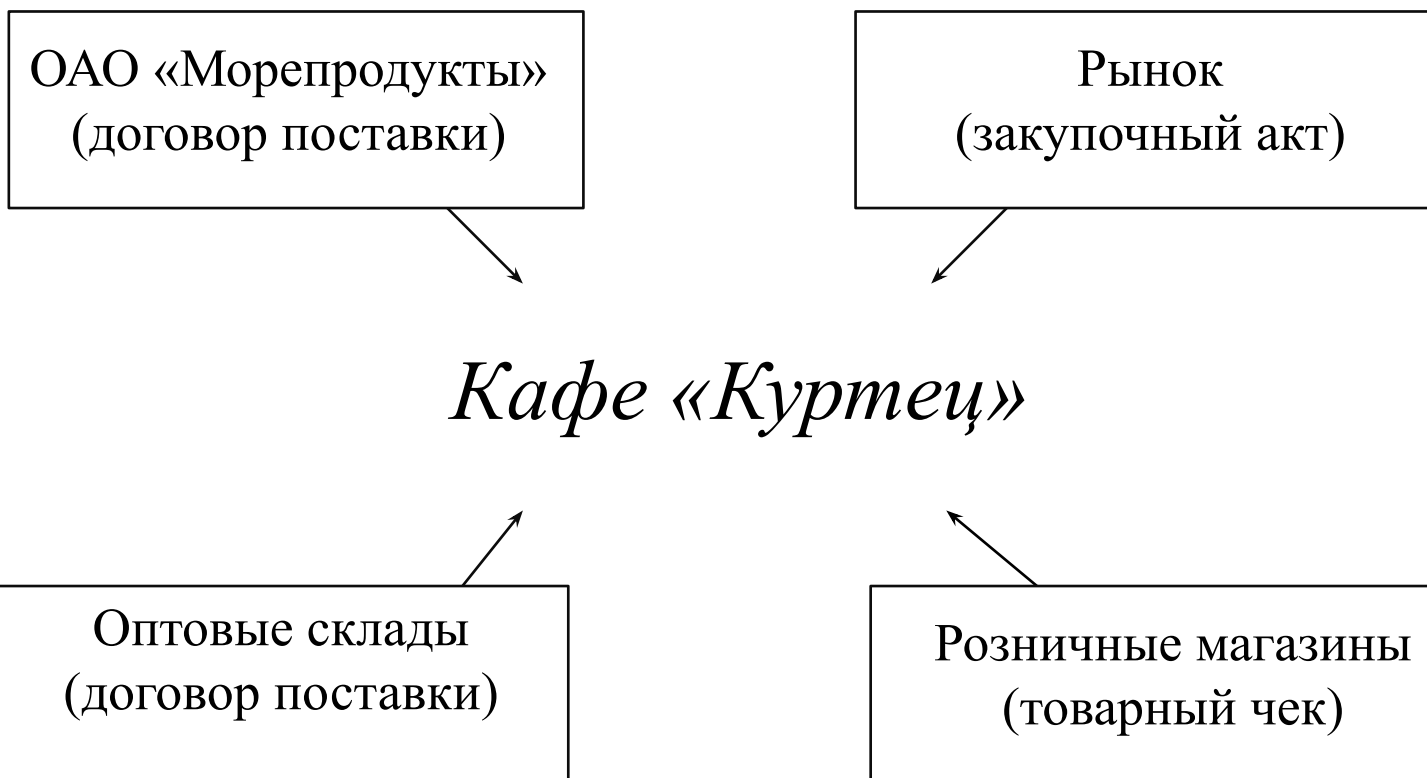 ОАО «Морепродукты»
(договор поставки)
Рынок
(закупочный акт)
Кафе «Куртец»
Оптовые склады
(договор поставки)
Розничные магазины
(товарный чек)